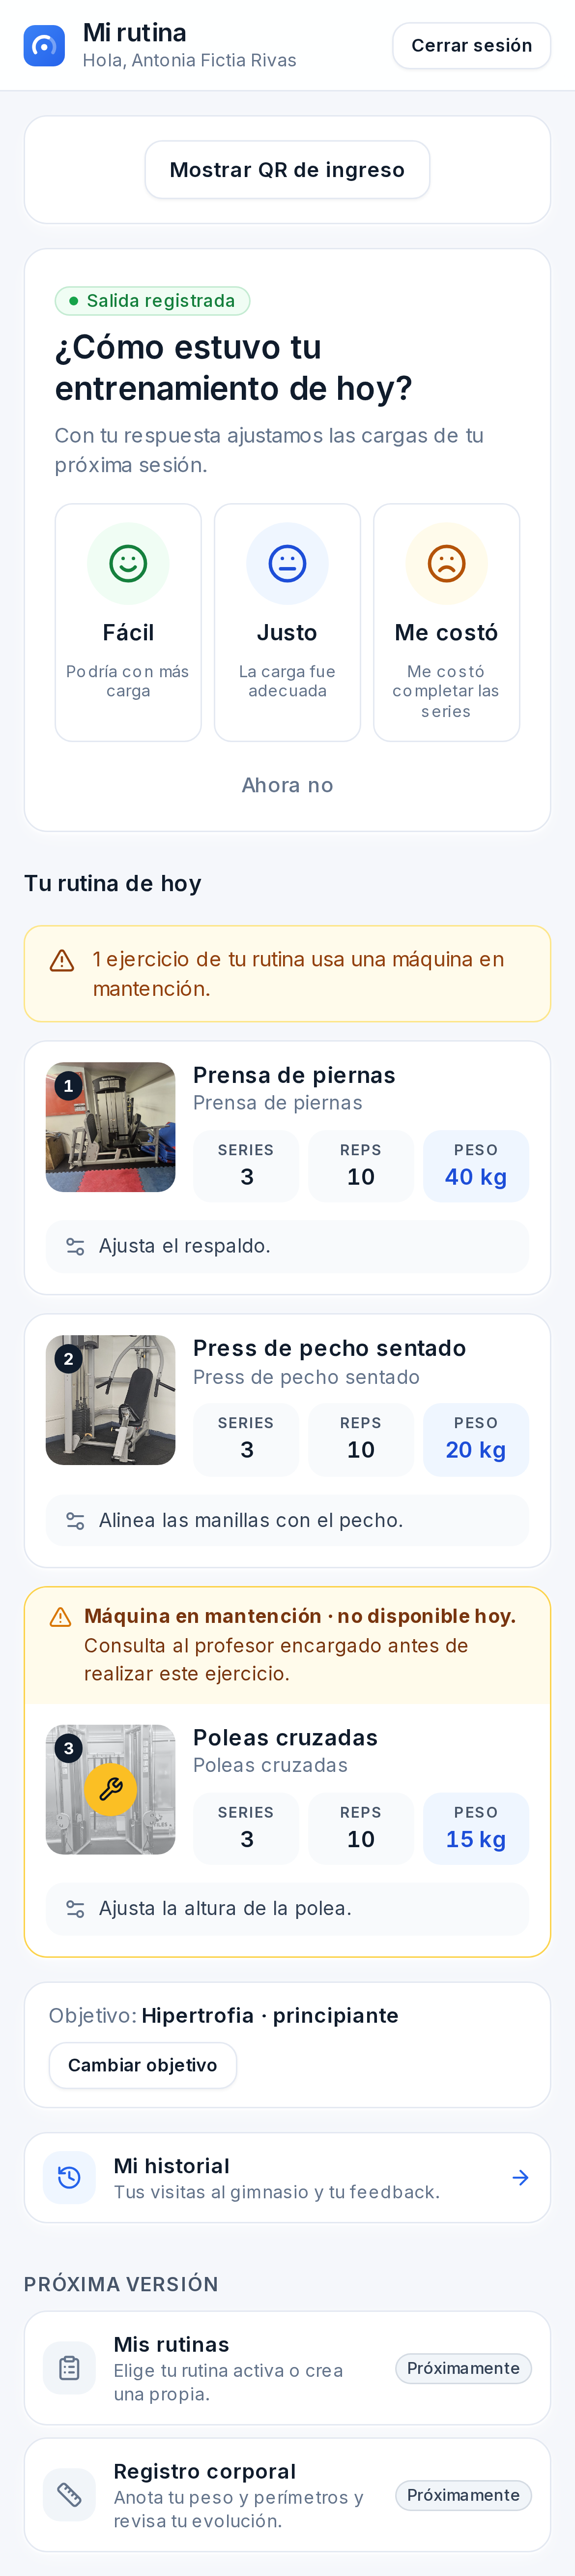 Mi rutina
Hola, Antonia Fictia Rivas
Cerrar sesión
Mostrar QR de ingreso
Salida registrada
¿Cómo estuvo tu
entrenamiento de hoy?
Con tu respuesta ajustamos las cargas de tu
próxima sesión.
Fácil
Podría con más
carga
Justo
La carga fue
adecuada
Me costó
Me costó
completar las
series
Ahora no
Tu rutina de hoy
1 ejercicio de tu rutina usa una máquina en
mantención.
1
Prensa de piernas
Prensa de piernas
SERIES
3
REPS
10
PESO
40 kg
Ajusta el respaldo.
2
Press de pecho sentado
Press de pecho sentado
SERIES
3
REPS
10
PESO
20 kg
Alinea las manillas con el pecho.
Máquina en mantención · no disponible hoy.
Consulta al profesor encargado antes de
realizar este ejercicio.
3
Poleas cruzadas
Poleas cruzadas
SERIES
3
REPS
10
PESO
15 kg
Ajusta la altura de la polea.
Objetivo: Hipertrofia · principiante
Cambiar objetivo
Mi historial
Tus visitas al gimnasio y tu feedback.
PRÓXIMA VERSIÓN
Mis rutinas
Elige tu rutina activa o crea
una propia.
Próximamente
Registro corporal
Anota tu peso y perímetros y
revisa tu evolución.
Próximamente